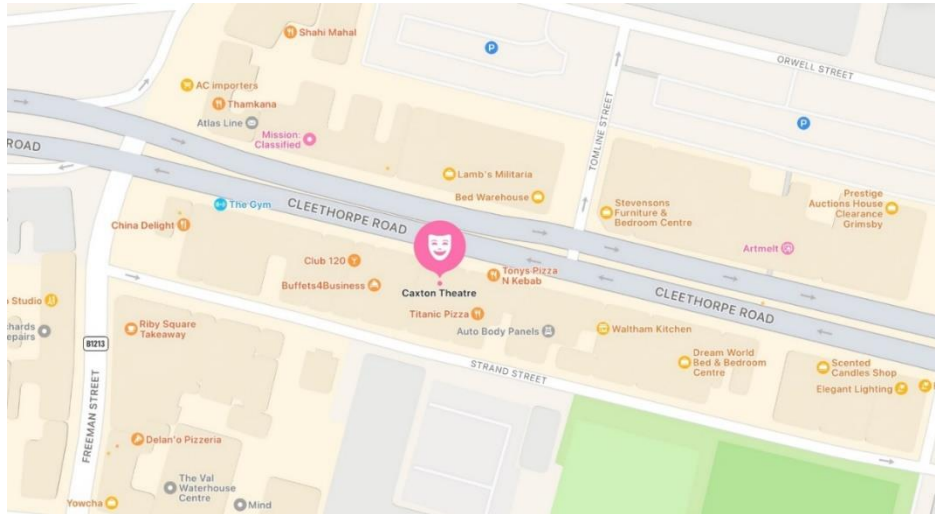 Shahi Mahal
P
ORWELL STREET
AC importers
Thamkana
Atlas Line
Mission:
Classified
TOMLINE STREET
P
ROAD
Lamb's Militaria
Bed Warehouse
The Gym
CLEETHORPE ROAD
China Delight
Stevensons
Furniture &
Bedroom Centre
Prestige
Auctions House
Clearance
Grimsby
Artmelt
Club 120
Buffets4Business
Caxton Theatre
Tonys Pizza
N Kebab
CLEETHORPE ROAD
Studio
Titanic Pizza
Riby Square
Takeaway
Auto Body Panels
Waltham Kitchen
B1213
STRAND STREET
Dream World
Bed & Bedroom
Centre
Scented
Candles Shop
Elegant Lighting
FREEMAN STREET
Delan'o Pizzeria
The Val
Waterhouse
Centre
Yowcha
Mind